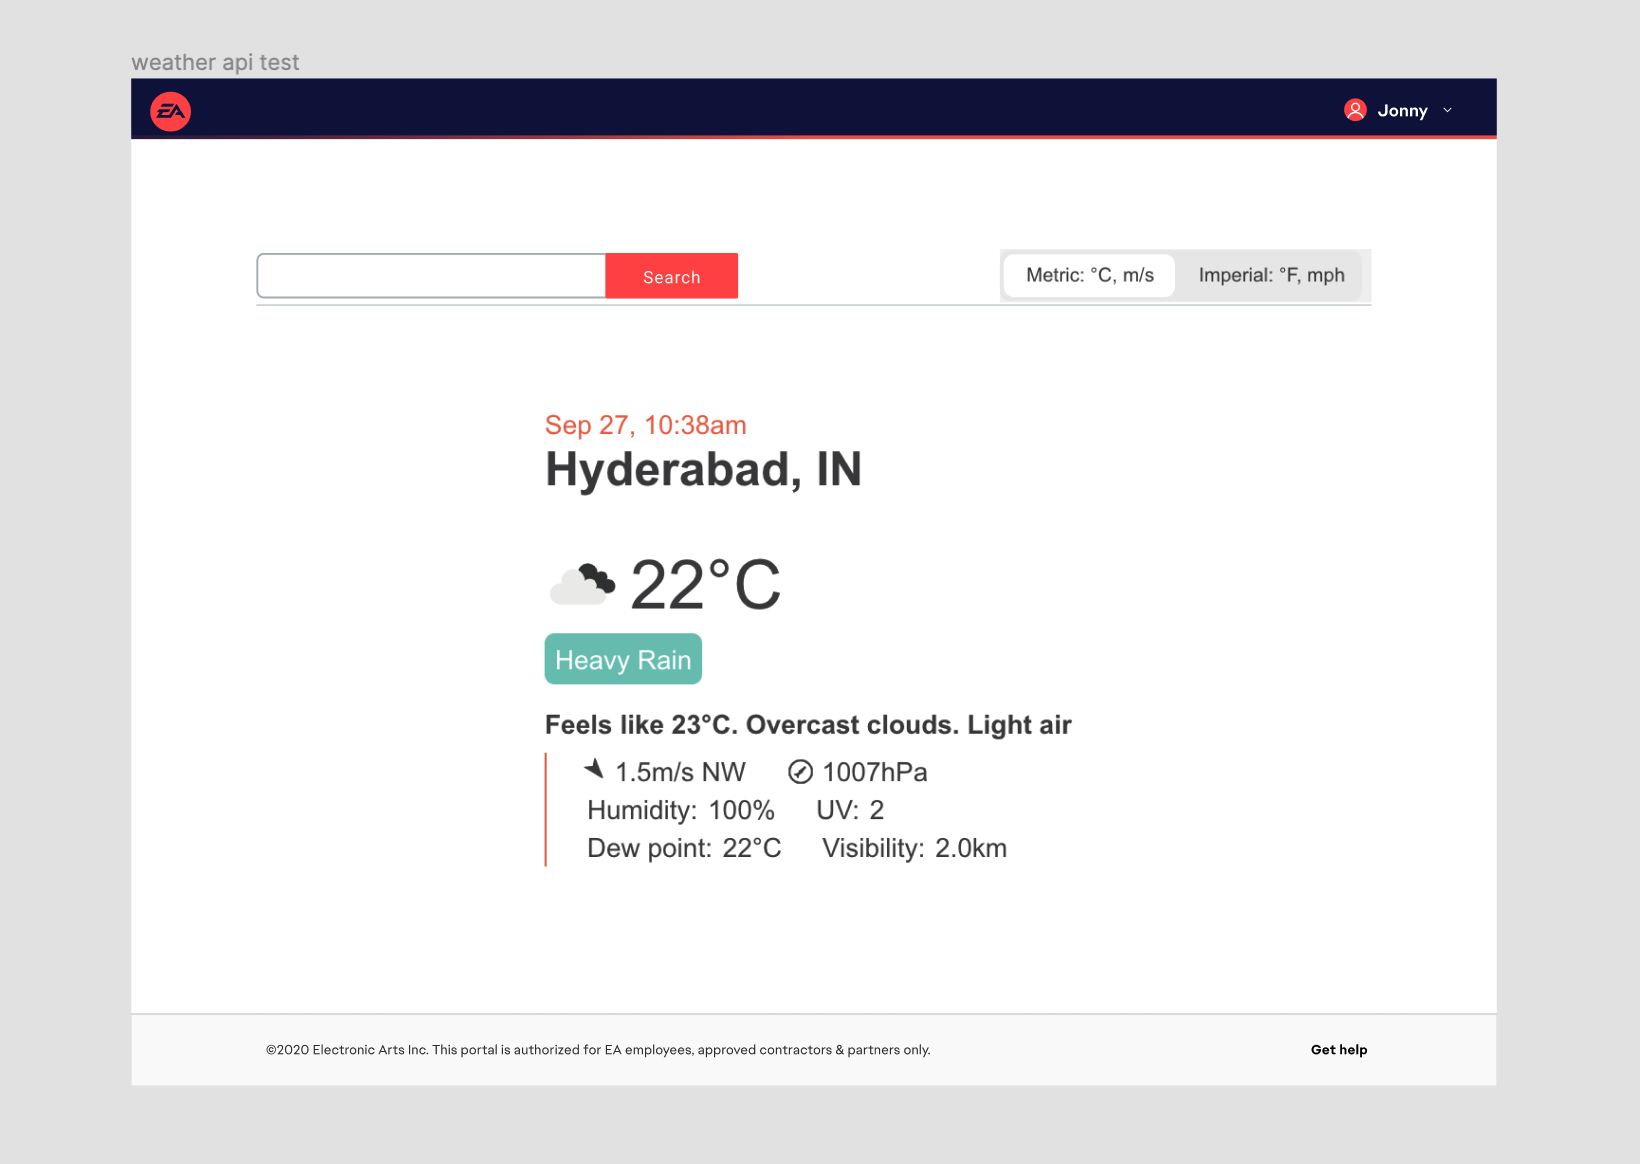 weather api test
EA
Jonny
Search
Metric: °C, m/s
Imperial: °F, mph
Sep 27, 10:38am
Hyderabad, IN
22°C
Heavy Rain
Feels like 23°C. Overcast clouds. Light air
1.5m/s NW 1007hPa
Humidity: 100% UV: 2
Dew point: 22°C Visibility: 2.0km
©2020 Electronic Arts Inc. This portal is authorized for EA employees, approved contractors & partners only.
Get help